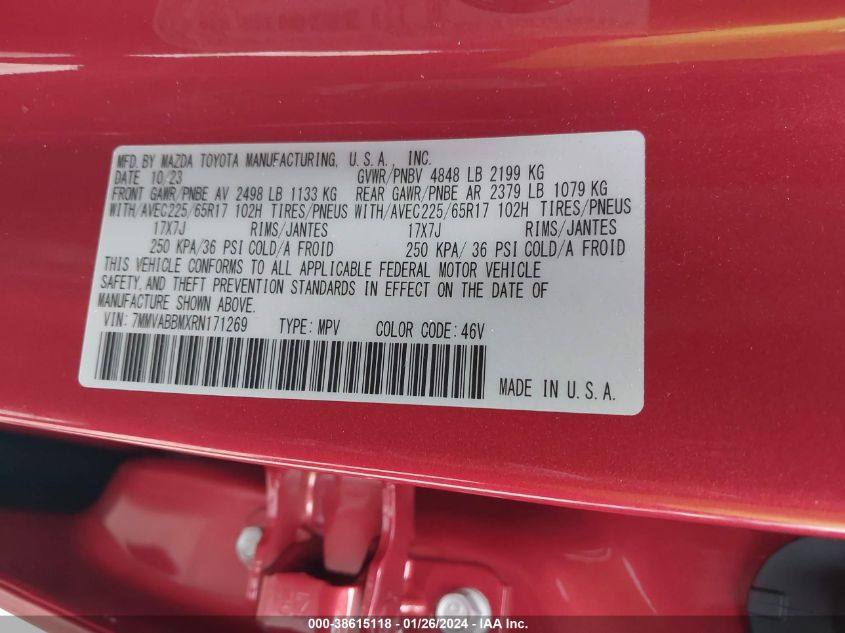 MFD. BY MAZDA TOYOTA MANUFACTURING, U.S.A., INC.
DATE 10/23 GVWR/PNBV 4848 LB 2199 KG
FRONT GAWR/PNBE AV 2498 LB 1133 KG REAR GAWR/PNBE AR 2379 LB 1079 KG
WITH/AVEC225/65R17 102H TIRES/PNEUS WITH/AVEC225/65R17 102H TIRES/PNEUS
17X7J RIMS/JANTES 17X7J RIMS/JANTES
250 KPA/36 PSI COLD/A FROID 250 KPA/ 36 PSI COLD/A FROID
THIS VEHICLE CONFORMS TO ALL APPLICABLE FEDERAL MOTOR VEHICLE
SAFETY, AND THEFT PREVENTION STANDARDS IN EFFECT ON THE DATE OF
MANUFACTURE SHOWN ABOVE.
VIN: 7MMVABBMXRN171269 TYPE: MPV COLOR CODE: 46V
MADE IN U.S.A.
000-38615118 - 01/26/2024 - IAA Inc.